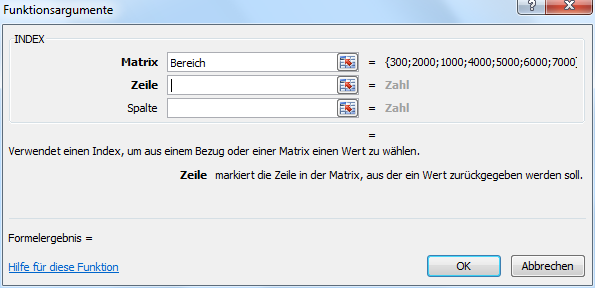 Funktionsargumente
INDEX
Matrix Bereich = {300;2000;1000;4000;5000;6000;7000}
Zeile = Zahl
Spalte = Zahl
=
Verwendet einen Index, um aus einem Bezug oder einer Matrix einen Wert zu wählen.
Zeile markiert die Zeile in der Matrix, aus der ein Wert zurückgegeben werden soll.
Formelergebnis =
Hilfe für diese Funktion OK Abbrechen